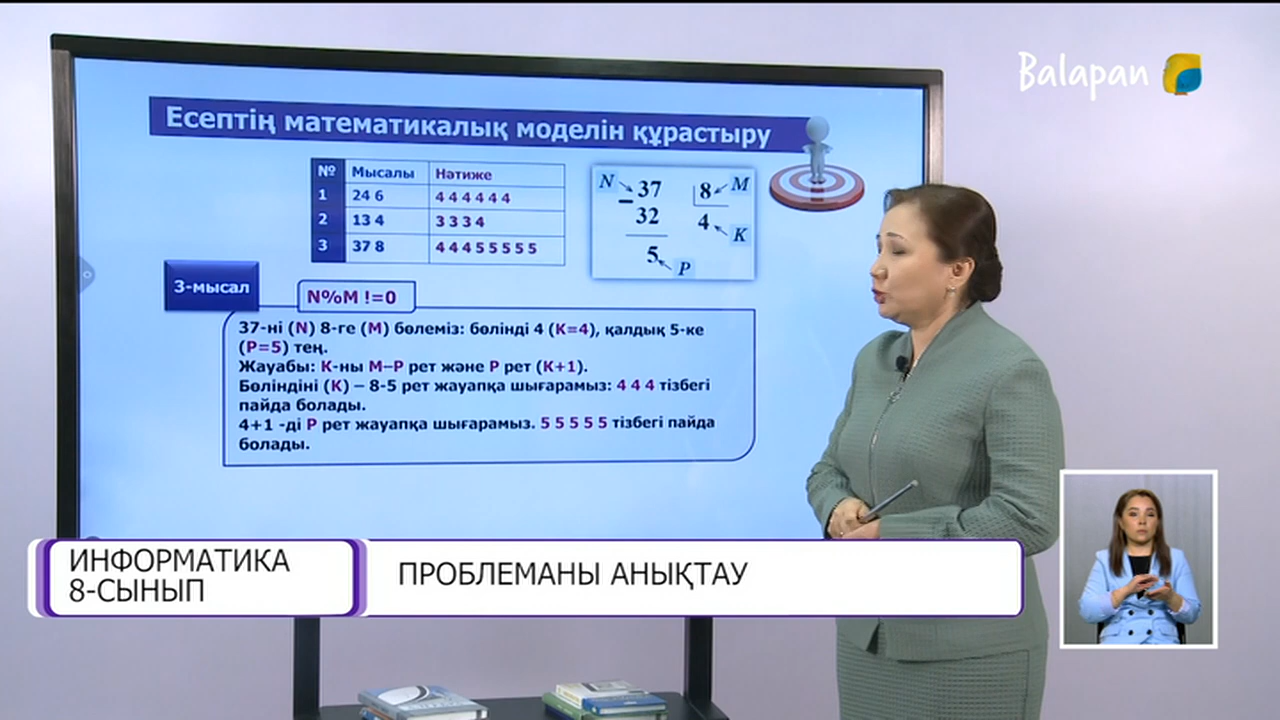 Balapan
Есептің математикалық моделін құрастыру
№ Мысалы Нәтиже
1 24 6 4 4 4 4 4 4
2 13 4 3 3 3 4
3 37 8 4 4 4 5 5 5 5 5
N 37 8 M
32 4 K
5 P
3-мысал
N%M !=0
37-ні (N) 8-ге (M) бөлеміз: бөлінді 4 (K=4), қалдық 5-ке
(P=5) тең.
Жауабы: К-ны М–Р рет және Р рет (К+1).
Бөліндіні (К) – 8-5 рет жауапқа шығарамыз: 4 4 4 тізбегі
пайда болады.
4+1 -ді Р рет жауапқа шығарамыз. 5 5 5 5 5 тізбегі пайда
болады.
ИНФОРМАТИКА
8-СЫНЫП
ПРОБЛЕМАНЫ АНЫҚТАУ